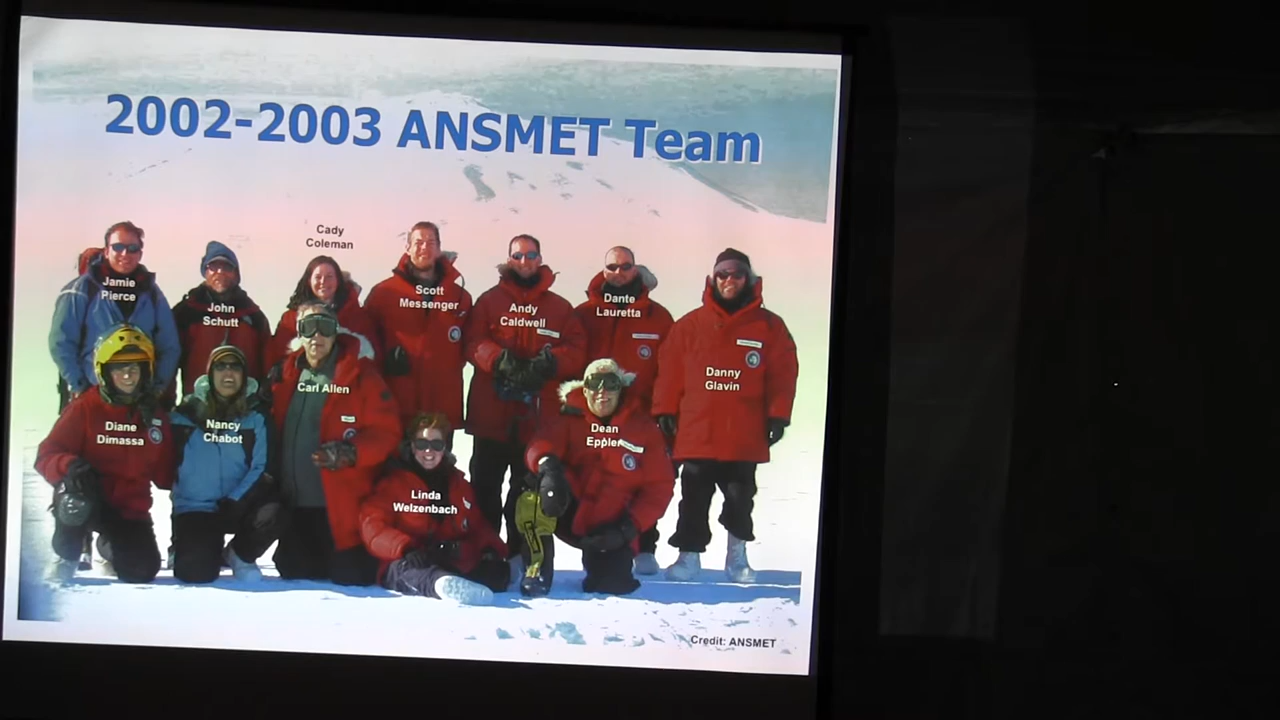 2002-2003 ANSMET Team
Cady
Coleman
Jamie
Pierce
John
Schutt
Scott
Messenger
Andy
Caldwell
Dante
Lauretta
Danny
Glavin
Carl Allen
Diane
Dimassa
Nancy
Chabot
Dean
Eppler
Linda
Welzenbach
Credit: ANSMET